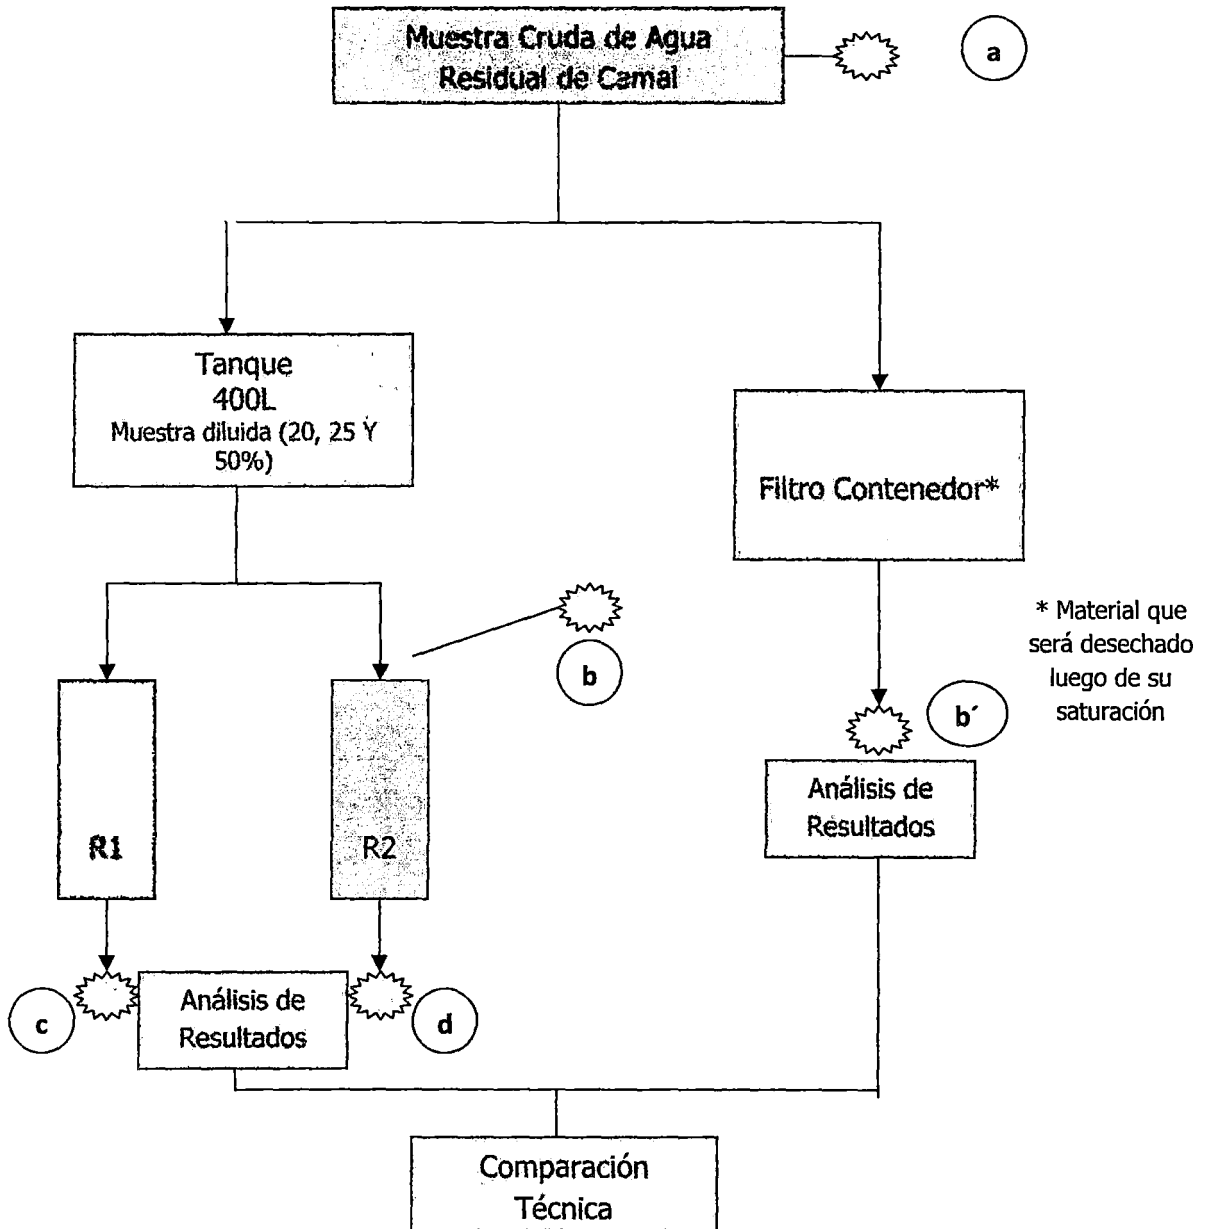 Muestra Cruda de Agua
Residual de Camal
a
Tanque
400L
Muestra diluida (20, 25 Y
50%)
Filtro Contenedor*
* Material que
será desechado
luego de su
saturación
b
b´
R1
R2
Análisis de
Resultados
c
Análisis de
Resultados
d
Comparación
Técnica